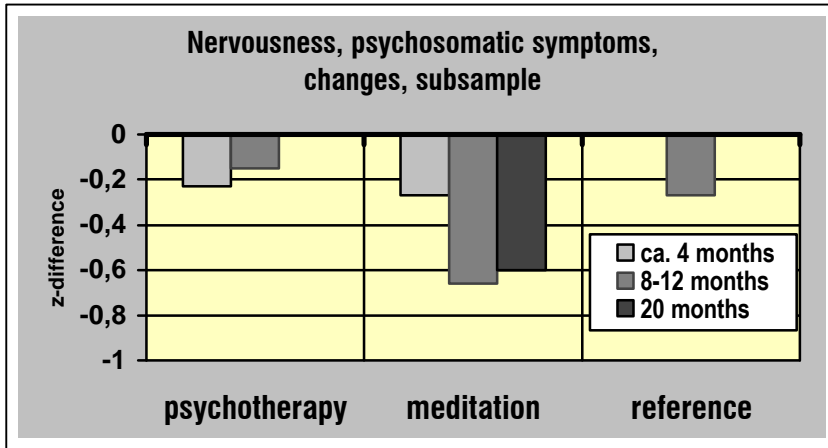 Nervousness, psychosomatic symptoms,
changes, subsample
z-difference
0
-0,2
-0,4
-0,6
-0,8
-1
ca. 4 months
8-12 months
20 months
psychotherapy meditation reference